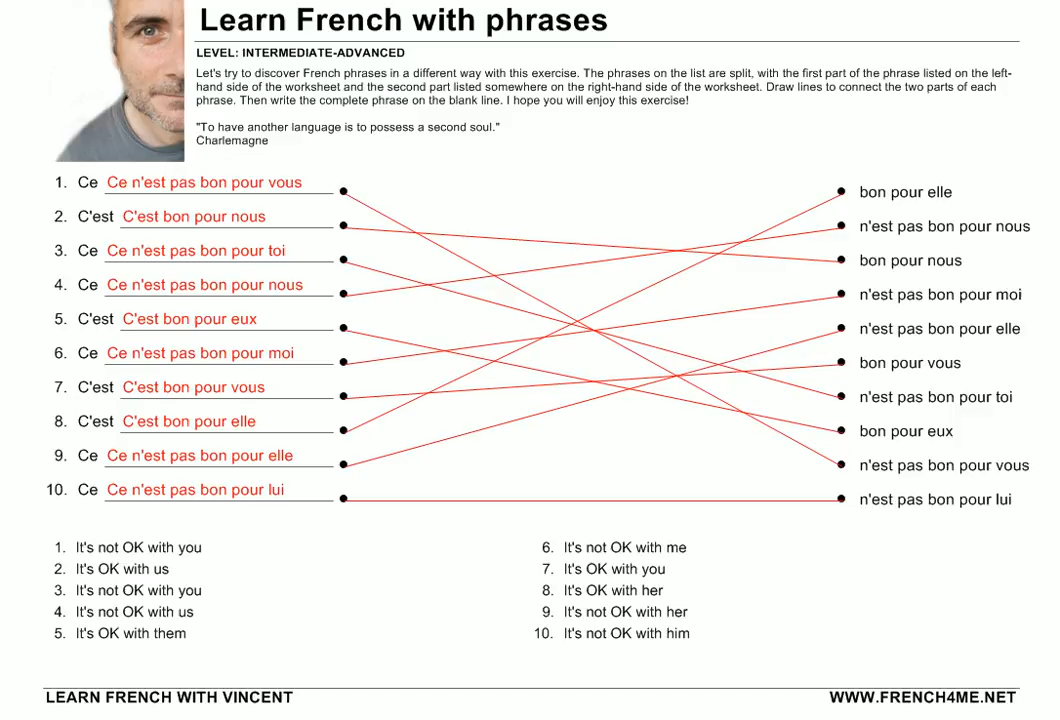 Learn French with phrases
LEVEL: INTERMEDIATE-ADVANCED
Let's try to discover French phrases in a different way with this exercise. The phrases on the list are split, with the first part of the phrase listed on the left-
hand side of the worksheet and the second part listed somewhere on the right-hand side of the worksheet. Draw lines to connect the two parts of each
phrase. Then write the complete phrase on the blank line. I hope you will enjoy this exercise!
"To have another language is to possess a second soul."
Charlemagne
1. Ce Ce n'est pas bon pour vous
2. C'est C'est bon pour nous
3. Ce Ce n'est pas bon pour toi
4. Ce Ce n'est pas bon pour nous
5. C'est C'est bon pour eux
6. Ce Ce n'est pas bon pour moi
7. C'est C'est bon pour vous
8. C'est C'est bon pour elle
9. Ce Ce n'est pas bon pour elle
10. Ce Ce n'est pas bon pour lui
bon pour elle
n'est pas bon pour nous
bon pour nous
n'est pas bon pour moi
n'est pas bon pour elle
bon pour vous
n'est pas bon pour toi
bon pour eux
n'est pas bon pour vous
n'est pas bon pour lui
1. It's not OK with you
2. It's OK with us
3. It's not OK with you
4. It's not OK with us
5. It's OK with them
6. It's not OK with me
7. It's OK with you
8. It's OK with her
9. It's not OK with her
10. It's not OK with him
LEARN FRENCH WITH VINCENT
WWW.FRENCH4ME.NET